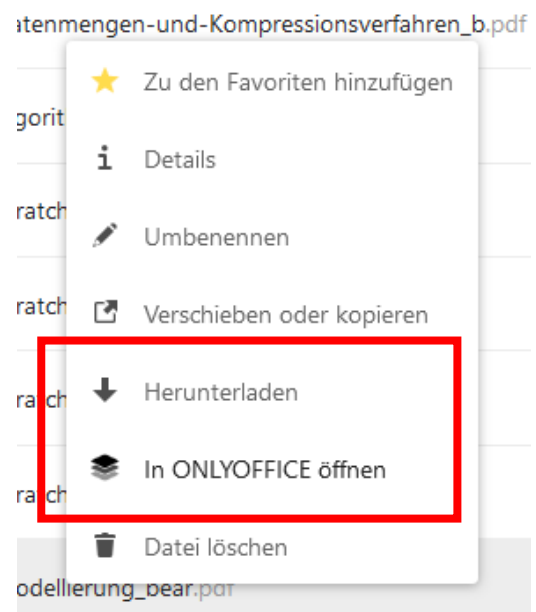 atenmengen-und-Kompressionsverfahren_b.pdf
Zu den Favoriten hinzufügen
gorit
Details
ratch
Umbenennen
ratch
Verschieben oder kopieren
ratch
Herunterladen
In ONLYOFFICE öffnen
ratch
Datei löschen
odellierung_bear.pdf